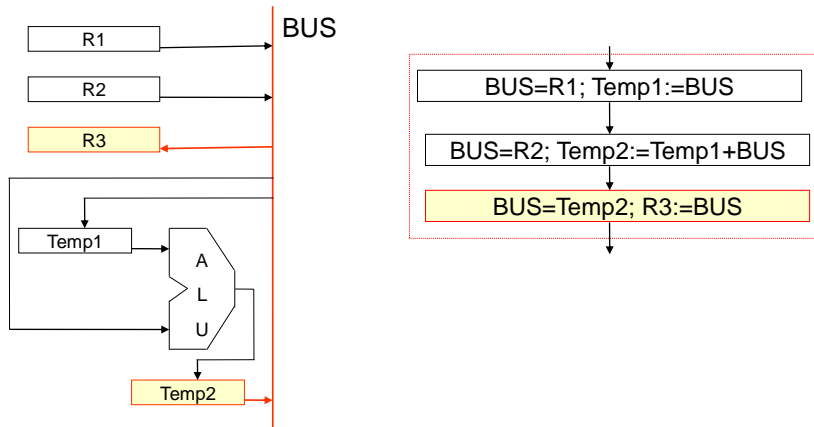 BUS
R1
R2
R3
Temp1
A
L
U
Temp2
BUS=R1; Temp1:=BUS
BUS=R2; Temp2:=Temp1+BUS
BUS=Temp2; R3:=BUS